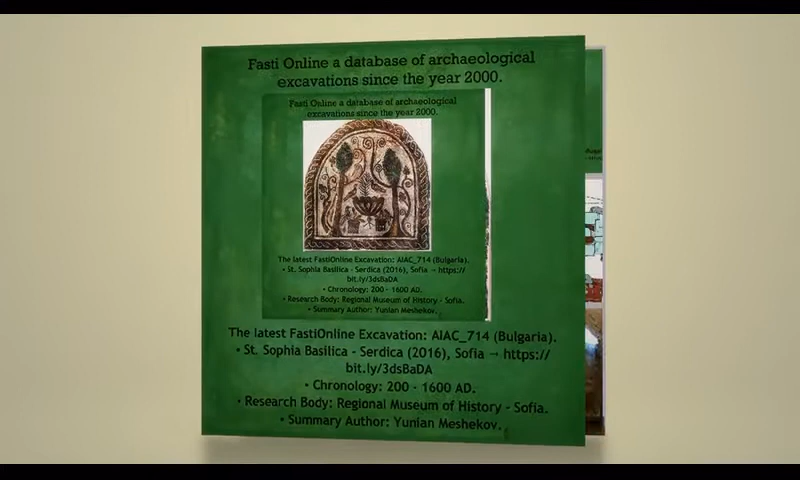 Fasti Online a database of archaeological
excavations since the year 2000.
Fasti Online a database of archaeological
excavations since the year 2000.
The latest FastiOnline Excavation: AIAC_714 (Bulgaria).
• St. Sophia Basilica - Serdica (2016), Sofia → https://
bit.ly/3dsBaDA
• Chronology: 200 - 1600 AD.
• Research Body: Regional Museum of History - Sofia.
• Summary Author: Yunian Meshekov.
The latest FastiOnline Excavation: AIAC_714 (Bulgaria).
• St. Sophia Basilica - Serdica (2016), Sofia → https://
bit.ly/3dsBaDA
• Chronology: 200 - 1600 AD.
• Research Body: Regional Museum of History - Sofia.
• Summary Author: Yunian Meshekov.